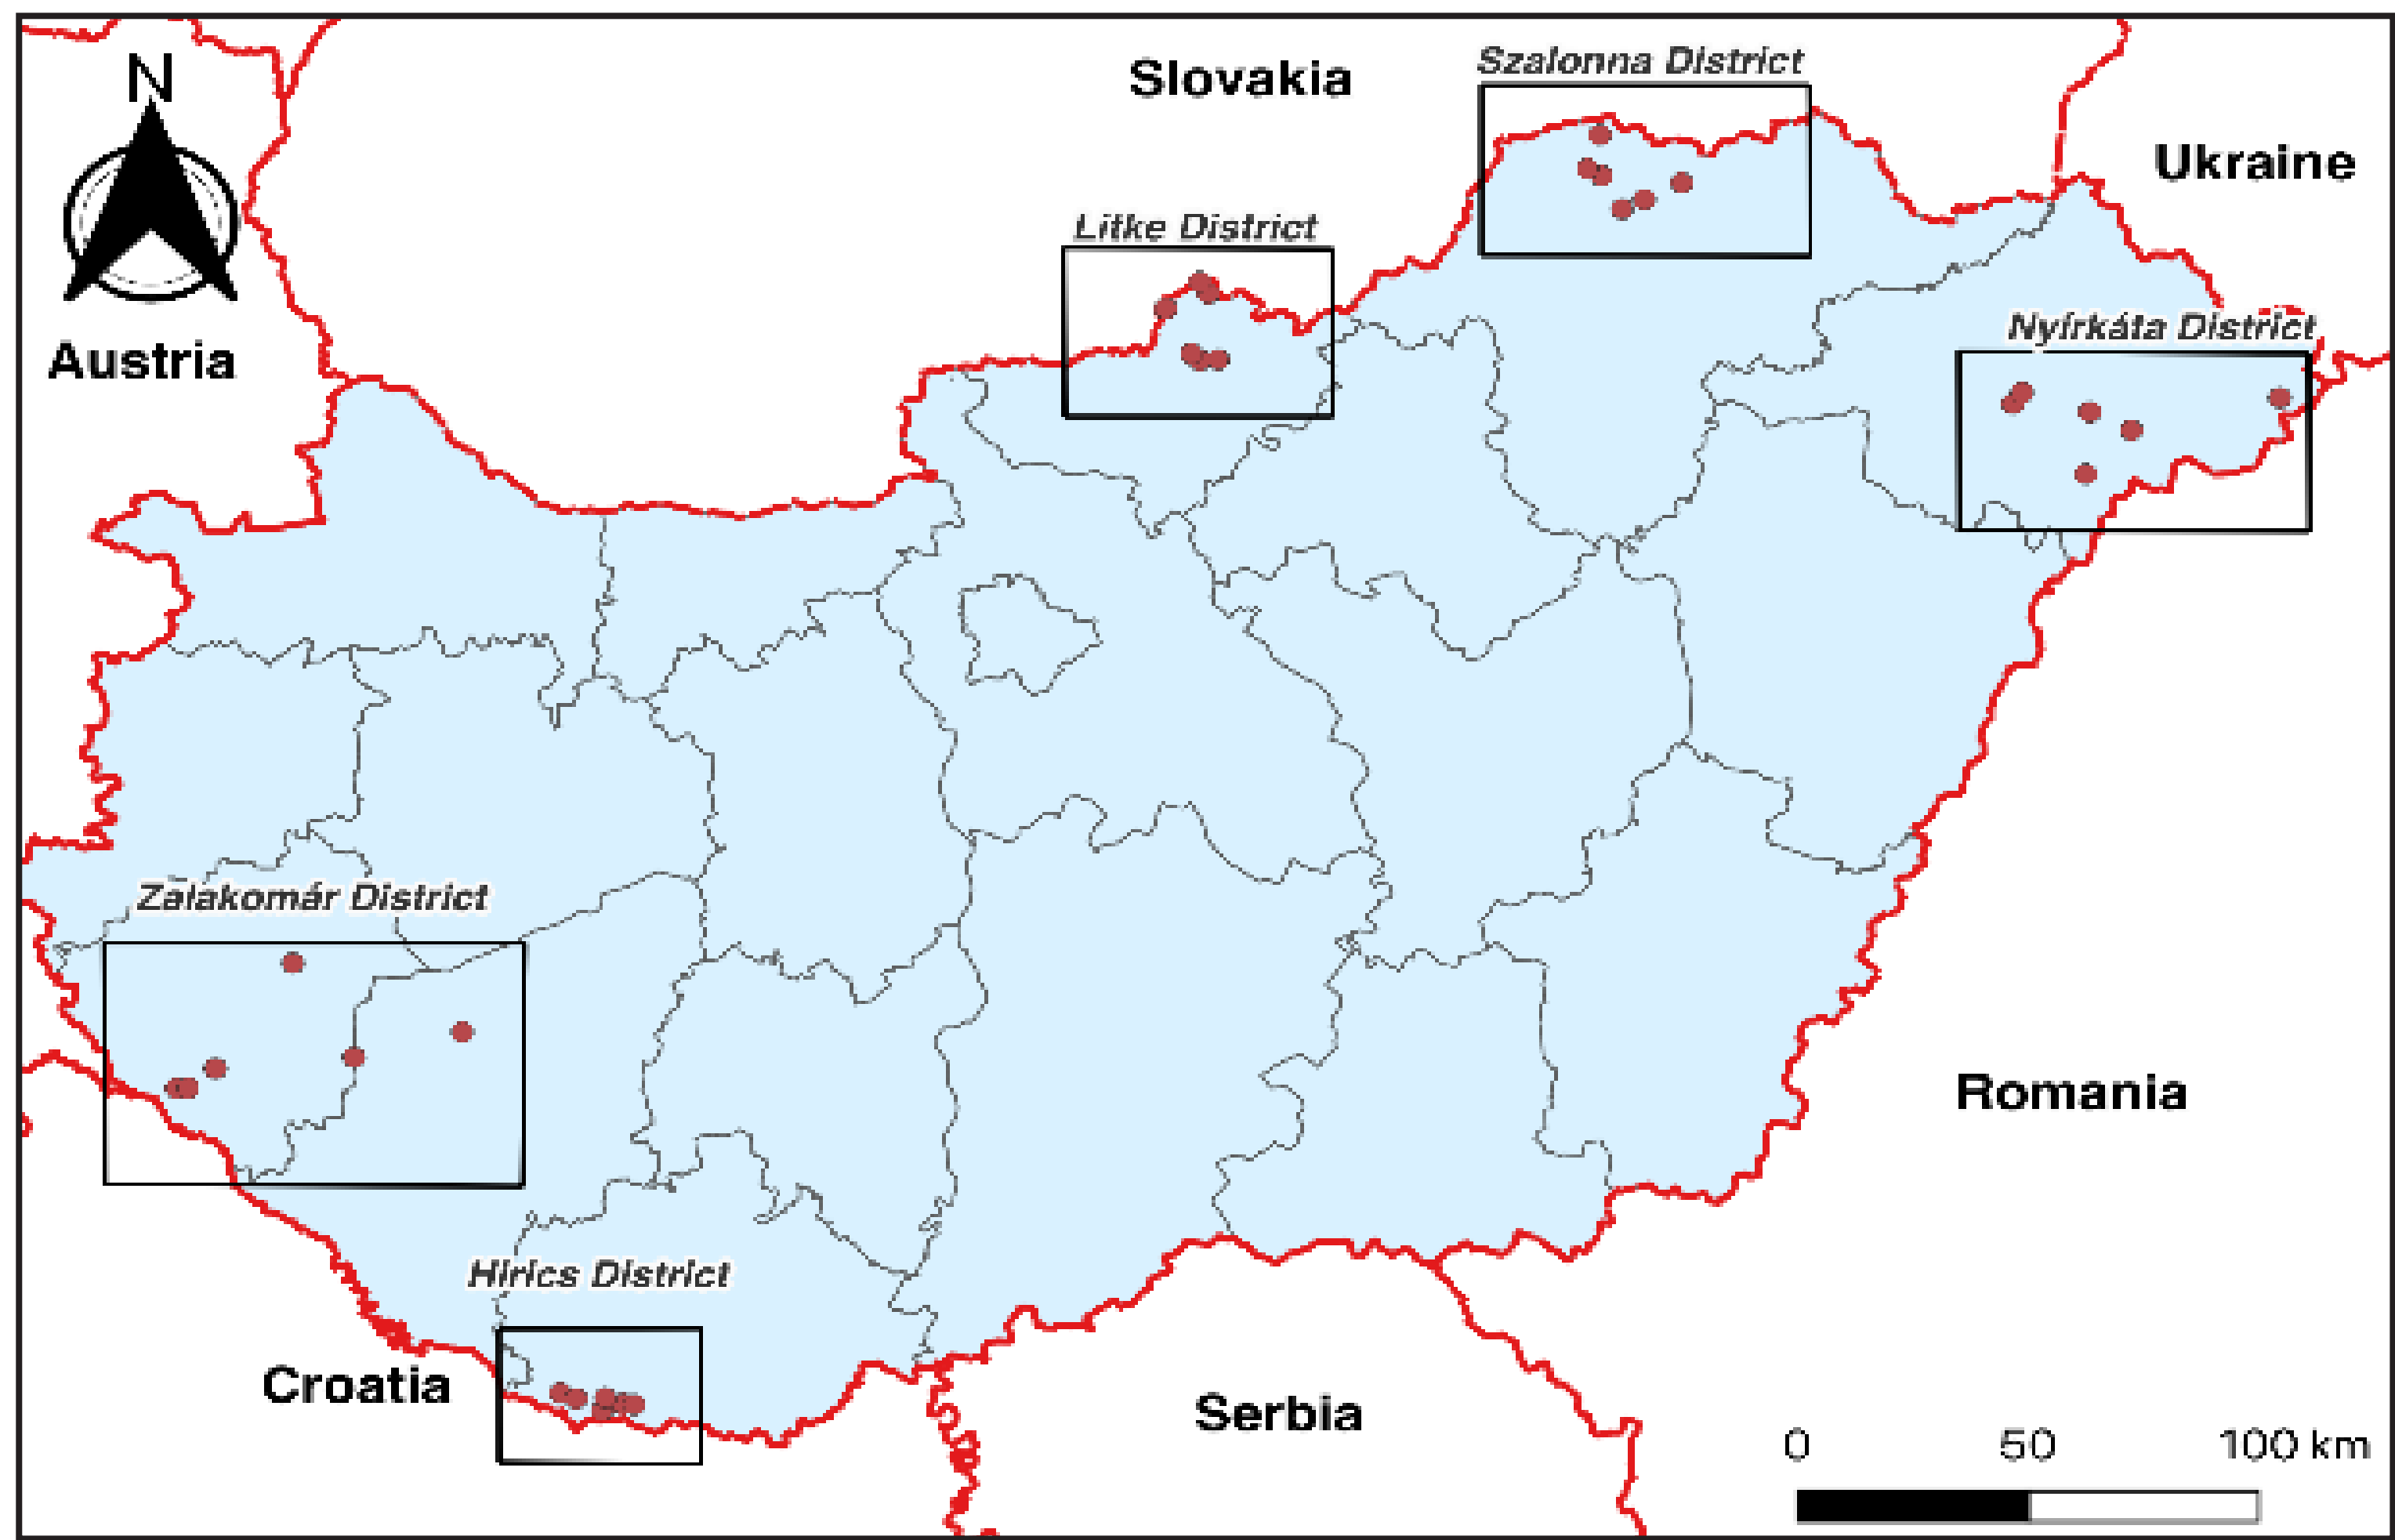 N
Slovakia
Szalonna District
Ukraine
Litke District
Nyírkáta District
Austria
Zalakomár District
Romania
Hirics District
Croatia
Serbia
0 50 100 km